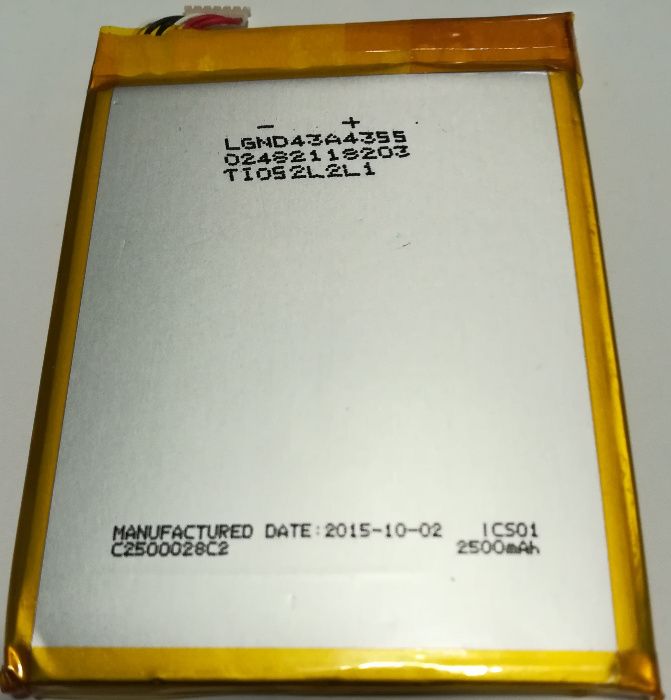 - +
LGND43A4355
02482118203
TI052L2L1
MANUFACTURED DATE:2015-10-02 ICS01
C2500028C2 2500mAh